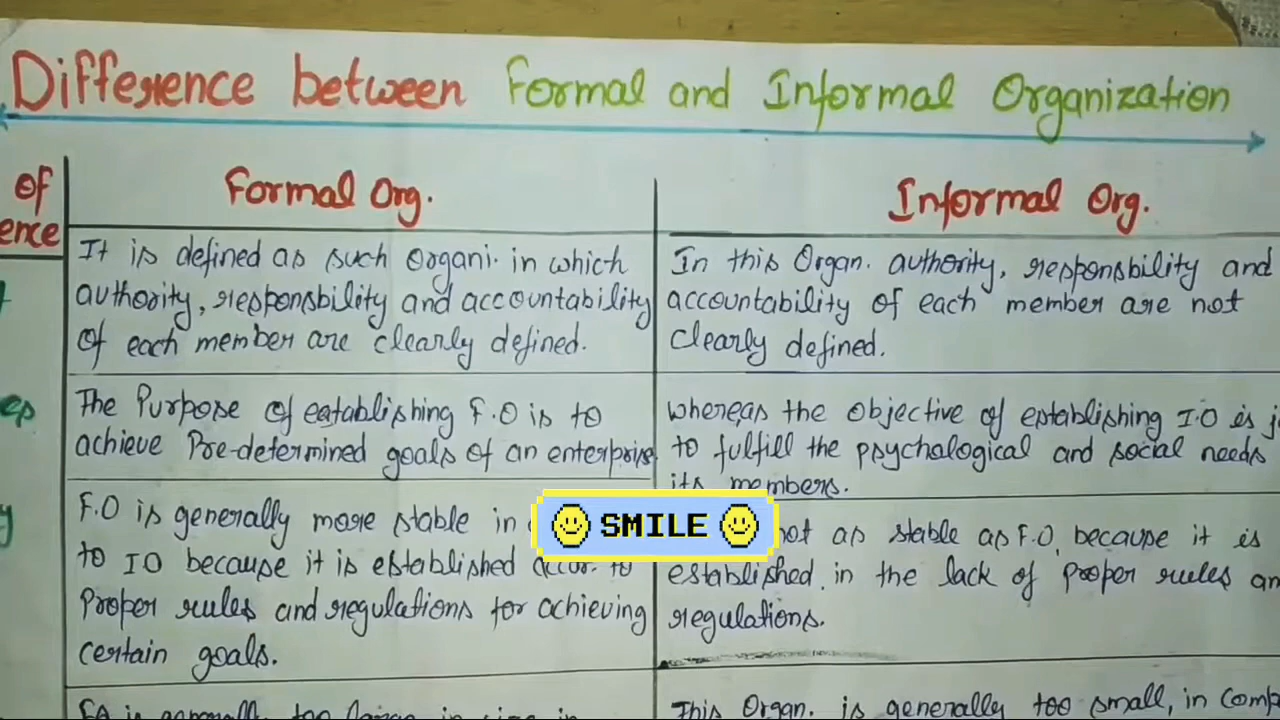 Difference between Formal and Informal Organization
of
ence
Formal Org.
Informal Org.
It is defined as such Organi. in which
authority, responsbility and accountability
of each member are clearly defined.
In this Organ. authority, responsbility and
accountability of each member are not
clearly defined.
The Purpose of establishing F.O is to
achieve Pre-determined goals of an enterprise
whereas the objective of establishing I.O is
to fulfill the psychological and social needs
its members.
F.O is generally more stable in
to IO because it is established accor. to
Proper rules and regulations for achieving
certain goals.
SMILE
not as stable as F.O, because it is
established in the lack of proper rules an
regulations.
This Organ. is generally too small, in comp